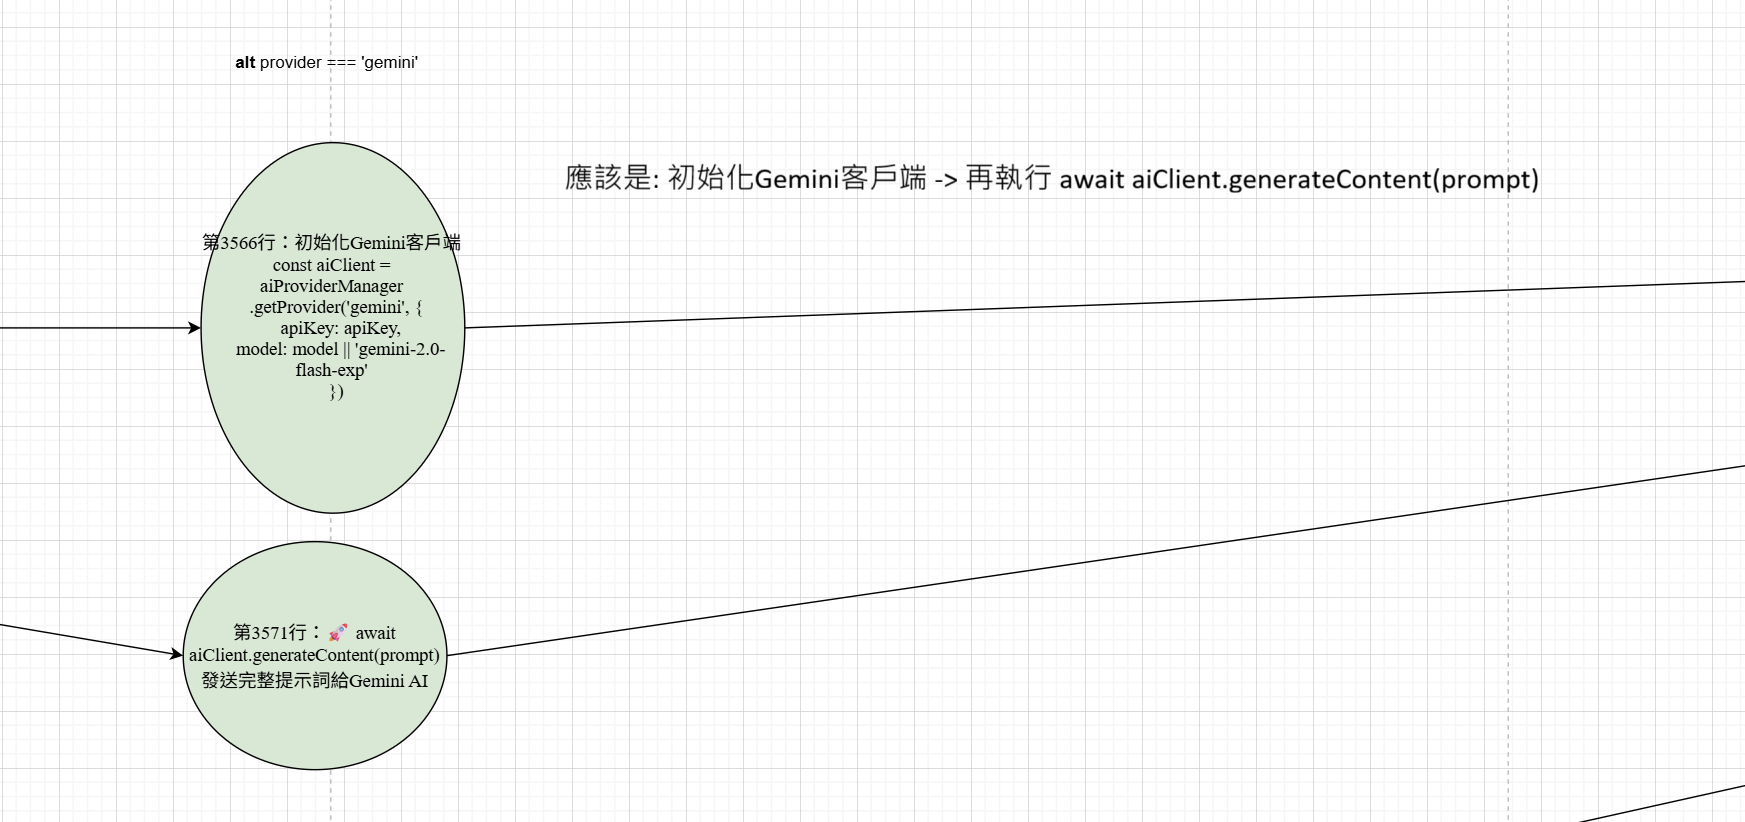 alt provider === 'gemini'
應該是: 初始化Gemini客戶端 -> 再執行 await aiClient.generateContent(prompt)
第3566行：初始化Gemini客戶端
const aiClient =
aiProviderManager
.getProvider('gemini', {
apiKey: apiKey,
model: model || 'gemini-2.0-
flash-exp'
})
第3571行：🚀 await
aiClient.generateContent(prompt)
發送完整提示詞給Gemini AI